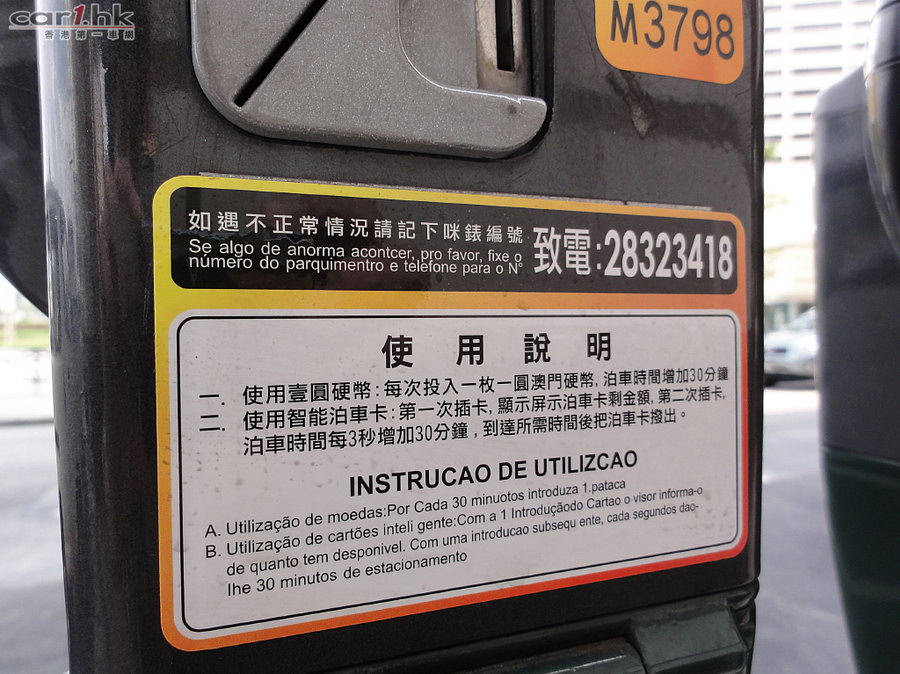 car1.hk
香港第一車網
M3798
如遇不正常情況請記下咪錶編號
Se algo de anorma acontcer, pro favor, fixe o
número do parquimentro e telefone para o Nº
致電:28323418
使用說明
一. 使用壹圓硬幣:每次投入一枚一圓澳門硬幣, 泊車時間增加30分鐘
二. 使用智能泊車卡:第一次插卡, 顯示屏示泊車卡剩金額, 第二次插卡,
泊車時間每3秒增加30分鐘, 到達所需時間後把泊車卡撥出。
INSTRUCAO DE UTILIZCAO
A. Utilização de moedas:Por Cada 30 minuotos introduza 1.pataca
B. Utilização de cartões inteli gente:Com a 1 Introduçãodo Cartao o visor informa-o
de quanto tem desponivel. Com uma introducao subsequ ente, cada segundos dao-
lhe 30 minutos de estacionamento